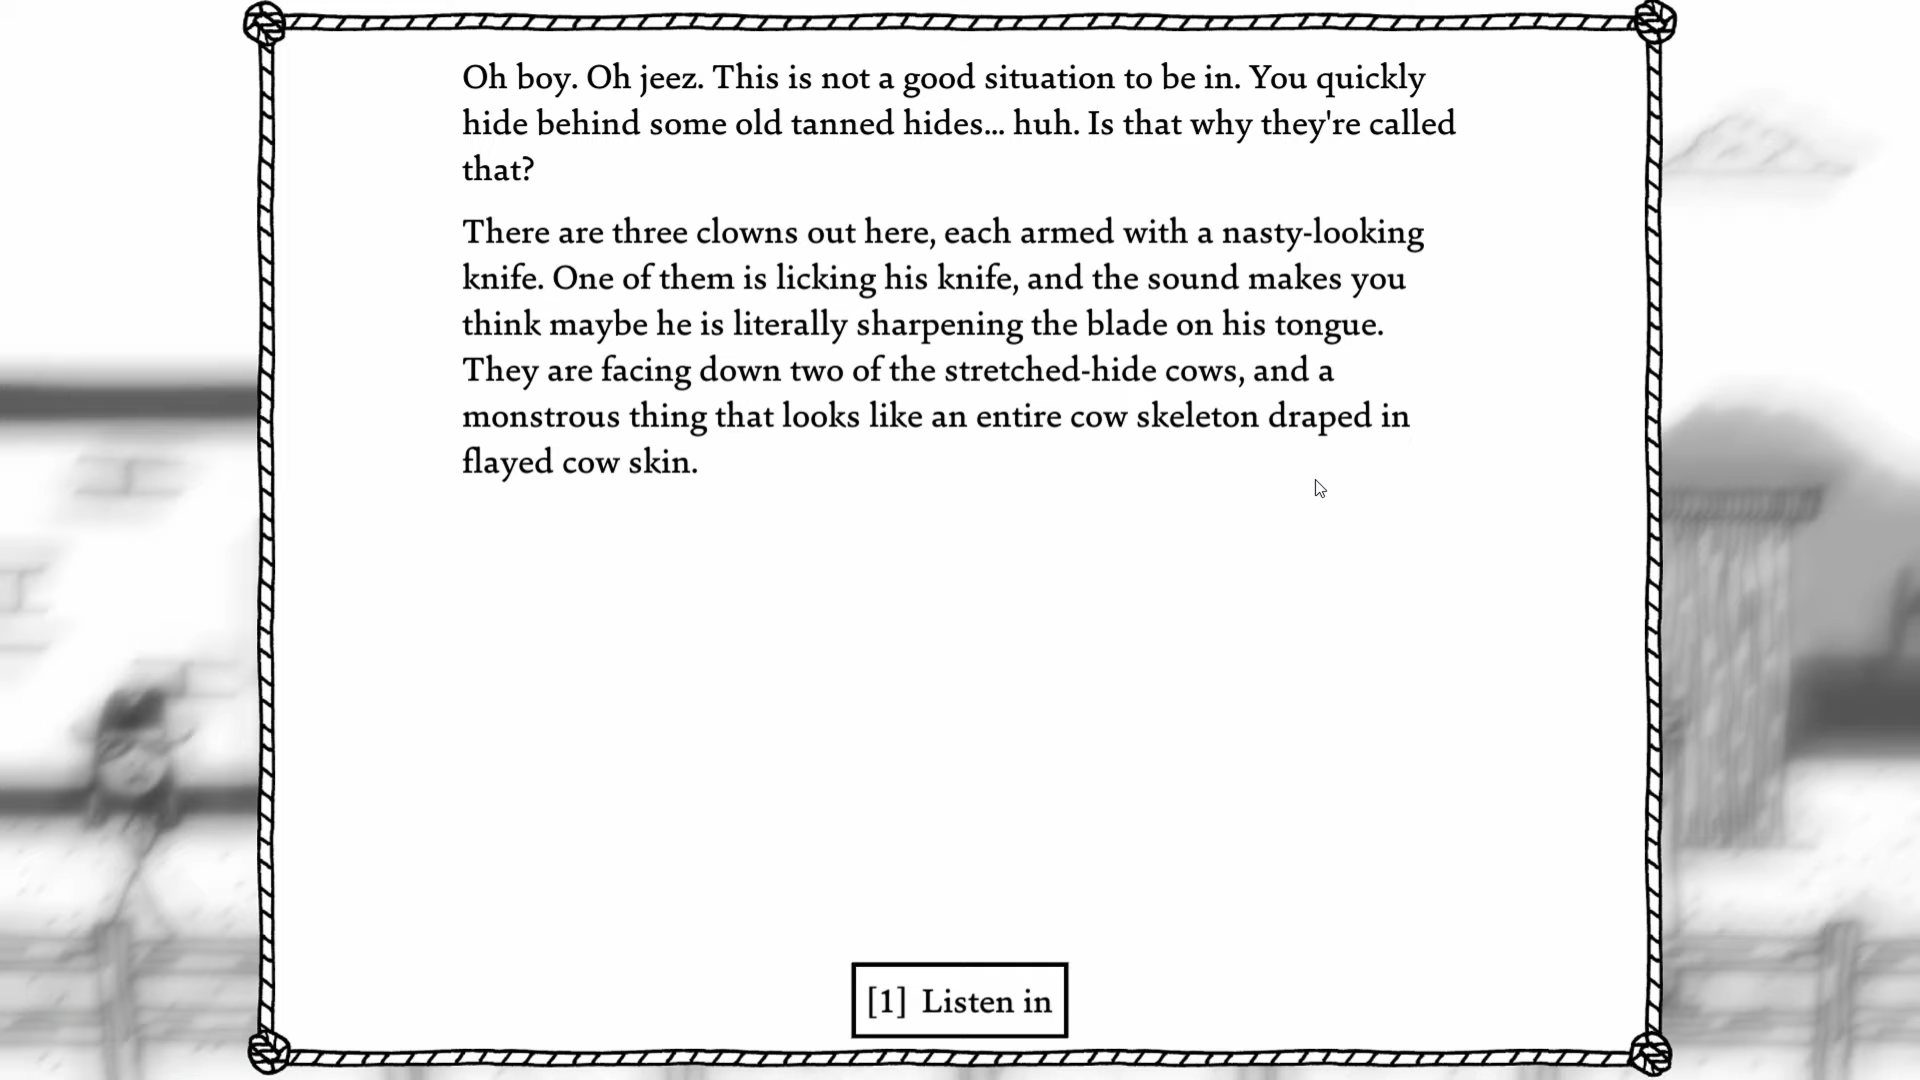 Oh boy. Oh jeez. This is not a good situation to be in. You quickly
hide behind some old tanned hides... huh. Is that why they're called
that?
There are three clowns out here, each armed with a nasty-looking
knife. One of them is licking his knife, and the sound makes you
think maybe he is literally sharpening the blade on his tongue.
They are facing down two of the stretched-hide cows, and a
monstrous thing that looks like an entire cow skeleton draped in
flayed cow skin.
[1] Listen in